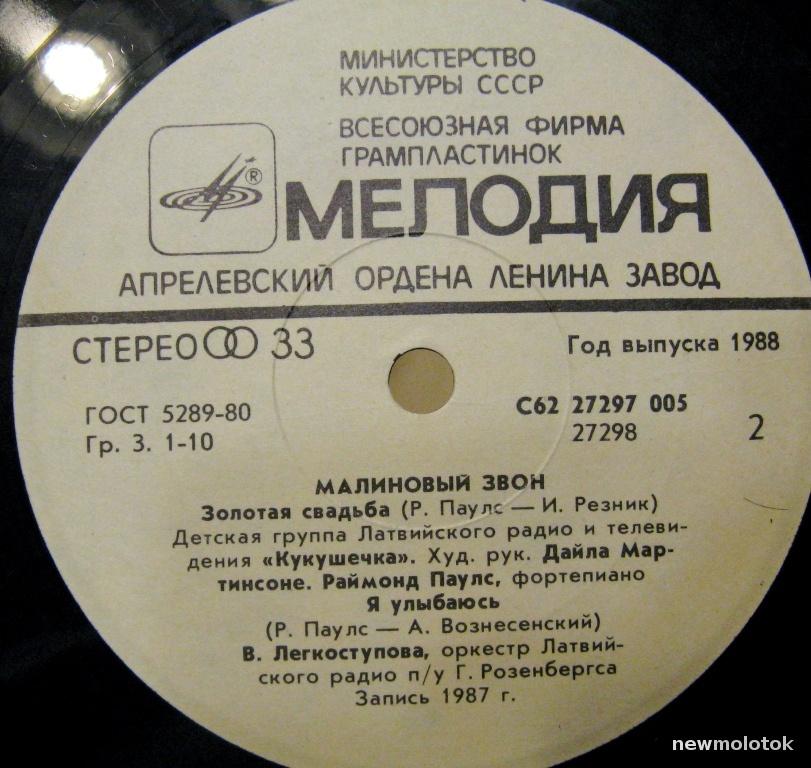 МИНИСТЕРСТВО
КУЛЬТУРЫ СССР
ВСЕСОЮЗНАЯ ФИРМА
ГРАМПЛАСТИНОК
®
МЕЛОДИЯ
АПРЕЛЕВСКИЙ ОРДЕНА ЛЕНИНА ЗАВОД
СТЕРЕО 33
Год выпуска 1988
ГОСТ 5289-80
Гр. 3. 1-10
С62 27297 005
27298
2
МАЛИНОВЫЙ ЗВОН
Золотая свадьба (Р. Паулс — И. Резник)
Детская группа Латвийского радио и телеви-
дения «Кукушечка». Худ. рук. Дайла Мар-
тинсоне. Раймонд Паулс, фортепиано
Я улыбаюсь
(Р. Паулс — А. Вознесенский)
В. Легкоступова, оркестр Латвий-
ского радио п/у Г. Розенбергса
Запись 1987 г.
newmolotok